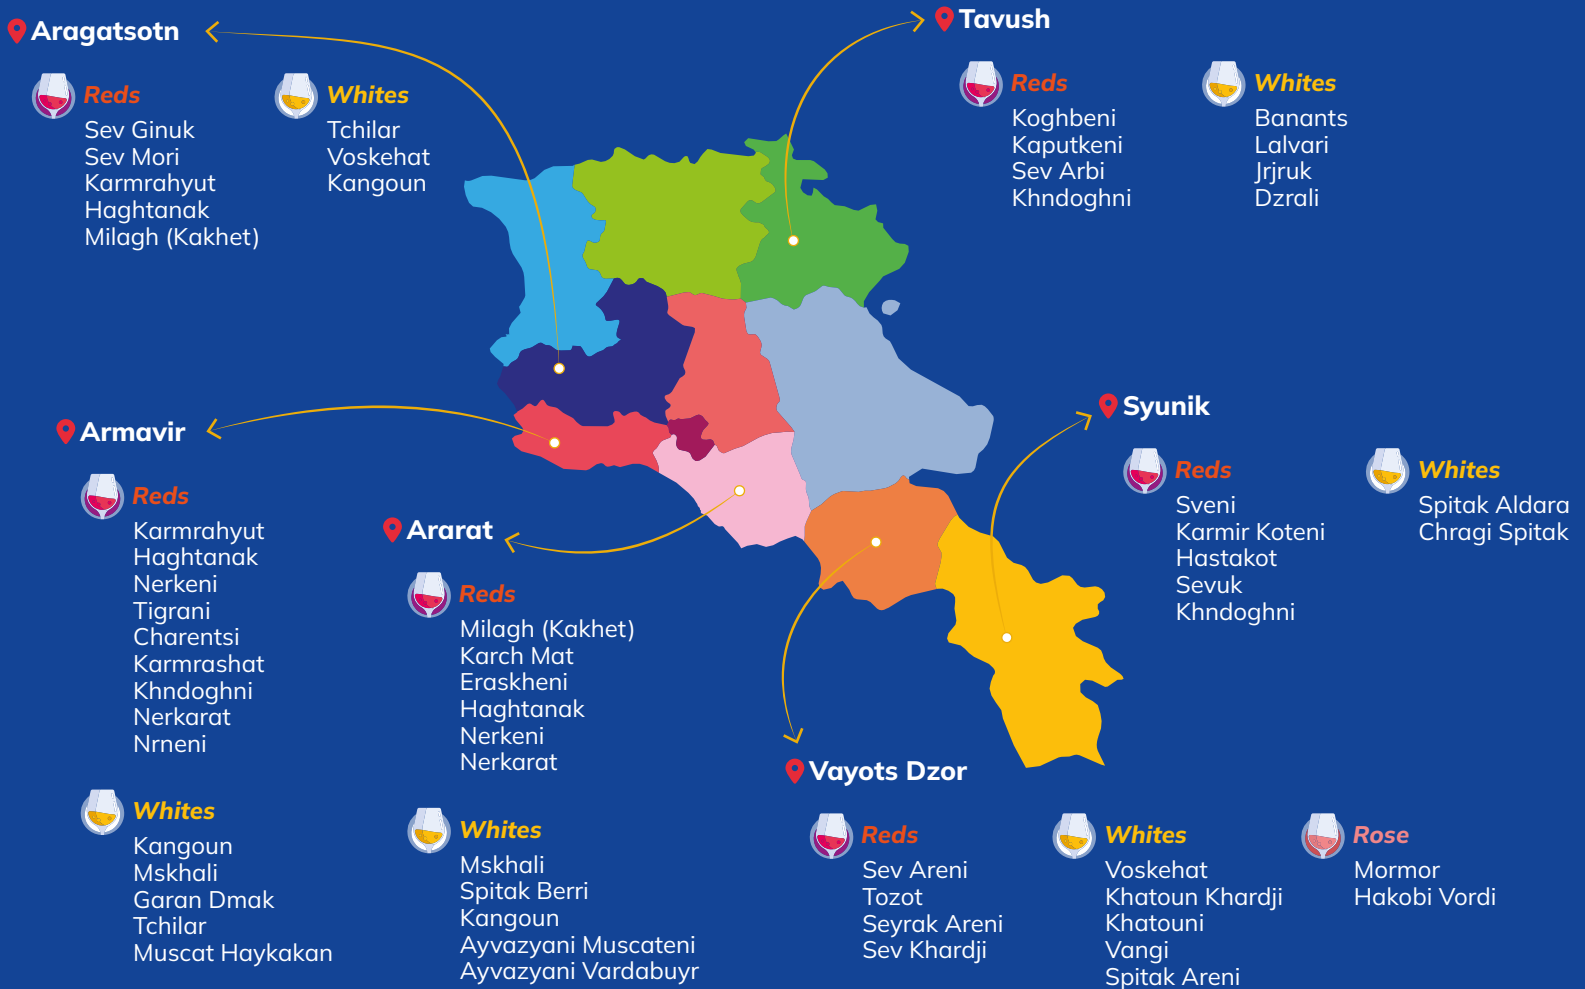 Aragatsotn
Reds
Sev Ginuk
Sev Mori
Karmrahyut
Haghtanak
Milagh (Kakhet)
Whites
Tchilar
Voskehat
Kangoun
Tavush
Reds
Koghbeni
Kaputkeni
Sev Arbi
Khndoghni
Whites
Banants
Lalvari
Jrjruk
Dzrali
Armavir
Reds
Karmrahyut
Haghtanak
Nerkeni
Tigrani
Charentsi
Karmrashat
Khndoghni
Nerkarat
Nrneni
Whites
Kangoun
Mskhali
Garan Dmak
Tchilar
Muscat Haykakan
Ararat
Reds
Milagh (Kakhet)
Karch Mat
Eraskheni
Haghtanak
Nerkeni
Nerkarat
Whites
Mskhali
Spitak Berri
Kangoun
Ayvazyani Muscateni
Ayvazyani Vardabuyr
Syunik
Reds
Sveni
Karmir Koteni
Hastakot
Sevuk
Khndoghni
Whites
Spitak Aldara
Chragi Spitak
Vayots Dzor
Reds
Sev Areni
Tozot
Seyrak Areni
Sev Khardji
Whites
Voskehat
Khatoun Khardji
Khatouni
Vangi
Spitak Areni
Rose
Mormor
Hakobi Vordi